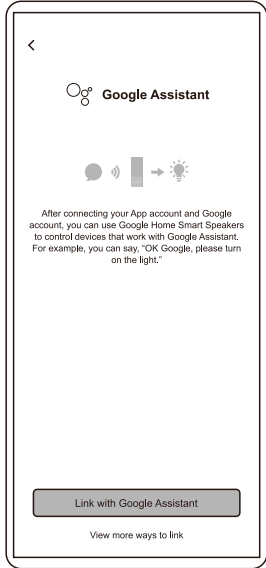 Google Assistant
After connecting your App account and Google
account, you can use Google Home Smart Speakers
to control devices that work with Google Assistant.
For example, you can say, “OK Google, please turn
on the light.”
Link with Google Assistant
View more ways to link